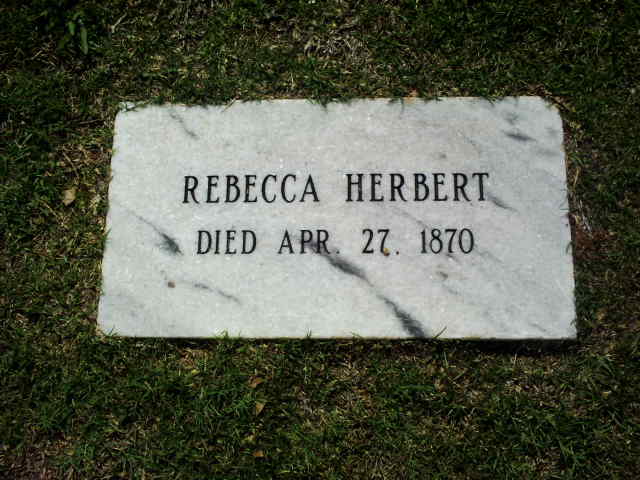 REBECCA HERBERT
DIED APR. 27. 1870